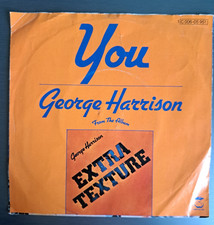 You
George Harrison
From The Album
George Harrison
EXTRA
TEXTURE